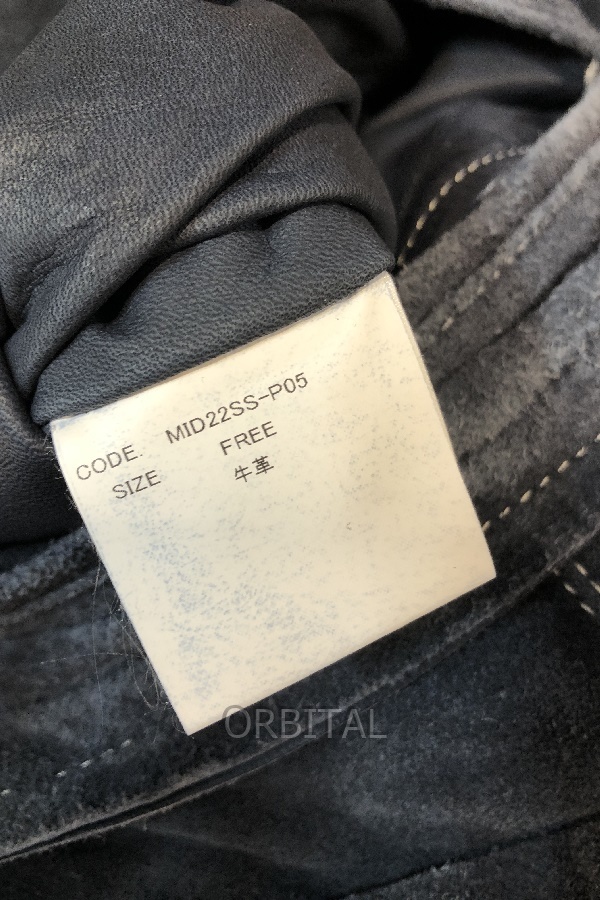 CODE. MID22SS-P05
SIZE FREE
牛革
ORBITAL